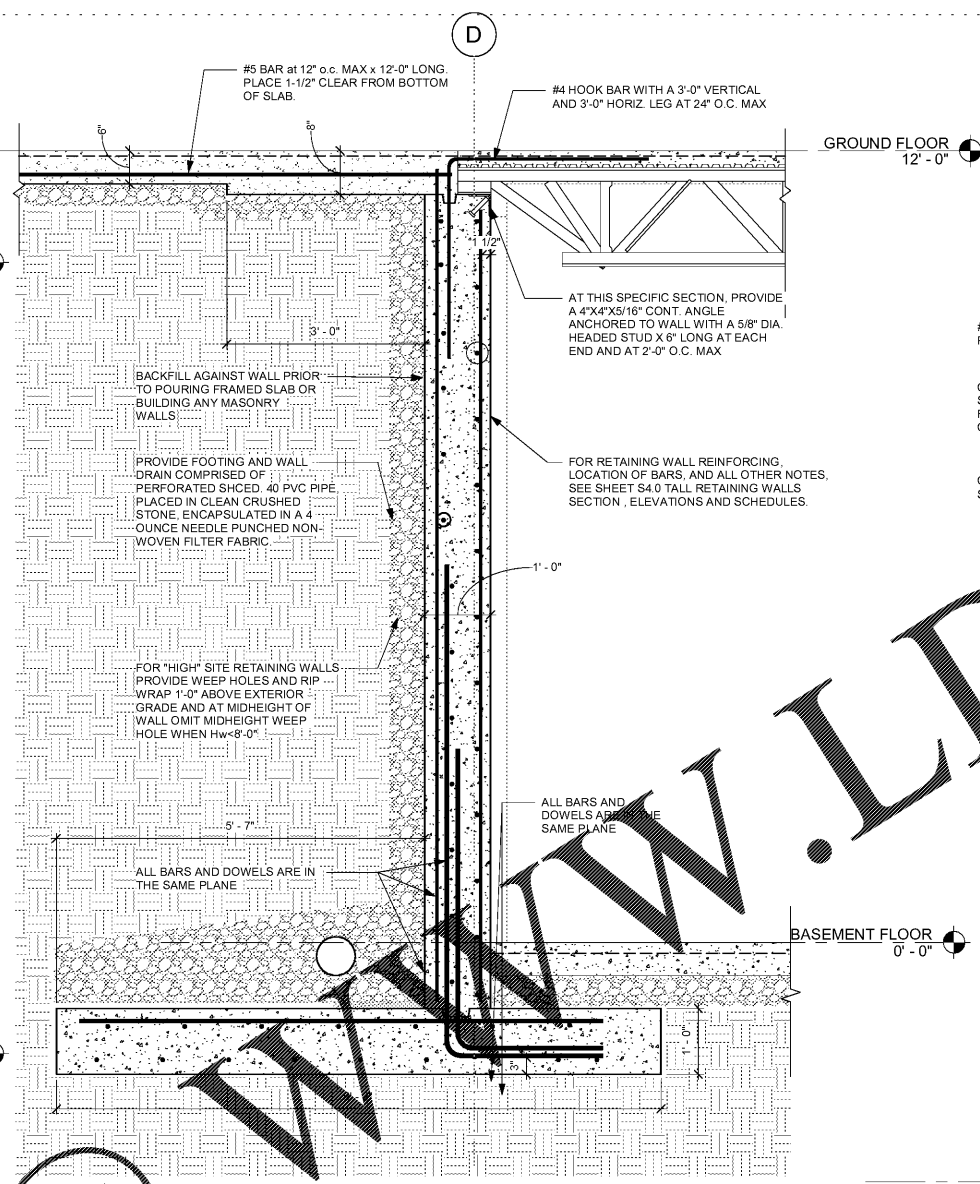 D
#5 BAR at 12" o.c. MAX x 12'-0" LONG.
PLACE 1-1/2" CLEAR FROM BOTTOM
OF SLAB.
#4 HOOK BAR WITH A 3'-0" VERTICAL
AND 3'-0" HORIZ. LEG AT 24" O.C. MAX
6"
8"
GROUND FLOOR
12' - 0"
1 1/2"
AT THIS SPECIFIC SECTION, PROVIDE
A 4"X4"X5/16" CONT. ANGLE
ANCHORED TO WALL WITH A 5/8" DIA.
HEADED STUD X 6" LONG AT EACH
END AND AT 2'-0" O.C. MAX
3' - 0"
BACKFILL AGAINST WALL PRIOR
TO POURING FRAMED SLAB OR
BUILDING ANY MASONRY
WALLS
PROVIDE FOOTING AND WALL
DRAIN COMPRISED OF
PERFORATED SHCED. 40 PVC PIPE,
PLACED IN CLEAN CRUSHED
STONE, ENCAPSULATED IN A 4
OUNCE NEEDLE PUNCHED NON-
WOVEN FILTER FABRIC.
FOR RETAINING WALL REINFORCING,
LOCATION OF BARS, AND ALL OTHER NOTES,
SEE SHEET S4.0 TALL RETAINING WALLS
SECTION , ELEVATIONS AND SCHEDULES.
1' - 0"
FOR "HIGH" SITE RETAINING WALLS
PROVIDE WEEP HOLES AND RIP
WRAP 1'-0" ABOVE EXTERIOR
GRADE AND AT MIDHEIGHT OF
WALL OMIT MIDHEIGHT WEEP
HOLE WHEN Hw<8'-0"
ALL BARS AND
DOWELS ARE IN THE
SAME PLANE
5' - 7"
ALL BARS AND DOWELS ARE IN
THE SAME PLANE
BASEMENT FLOOR
0' - 0"
1' - 0"
3"
WWW.L